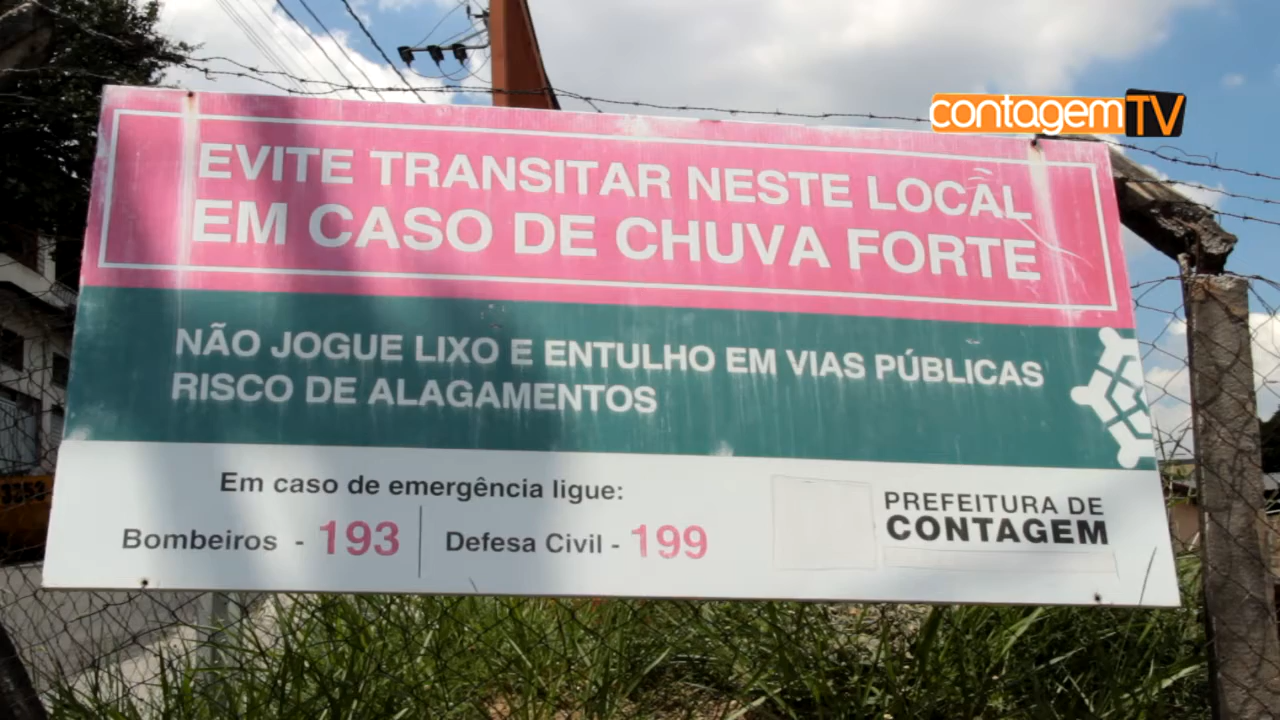 contagemTV
EVITE TRANSITAR NESTE LOCAL
EM CASO DE CHUVA FORTE
NÃO JOGUE LIXO E ENTULHO EM VIAS PÚBLICAS
RISCO DE ALAGAMENTOS
Em caso de emergência ligue:
Bombeiros - 193 | Defesa Civil - 199
PREFEITURA DE
CONTAGEM